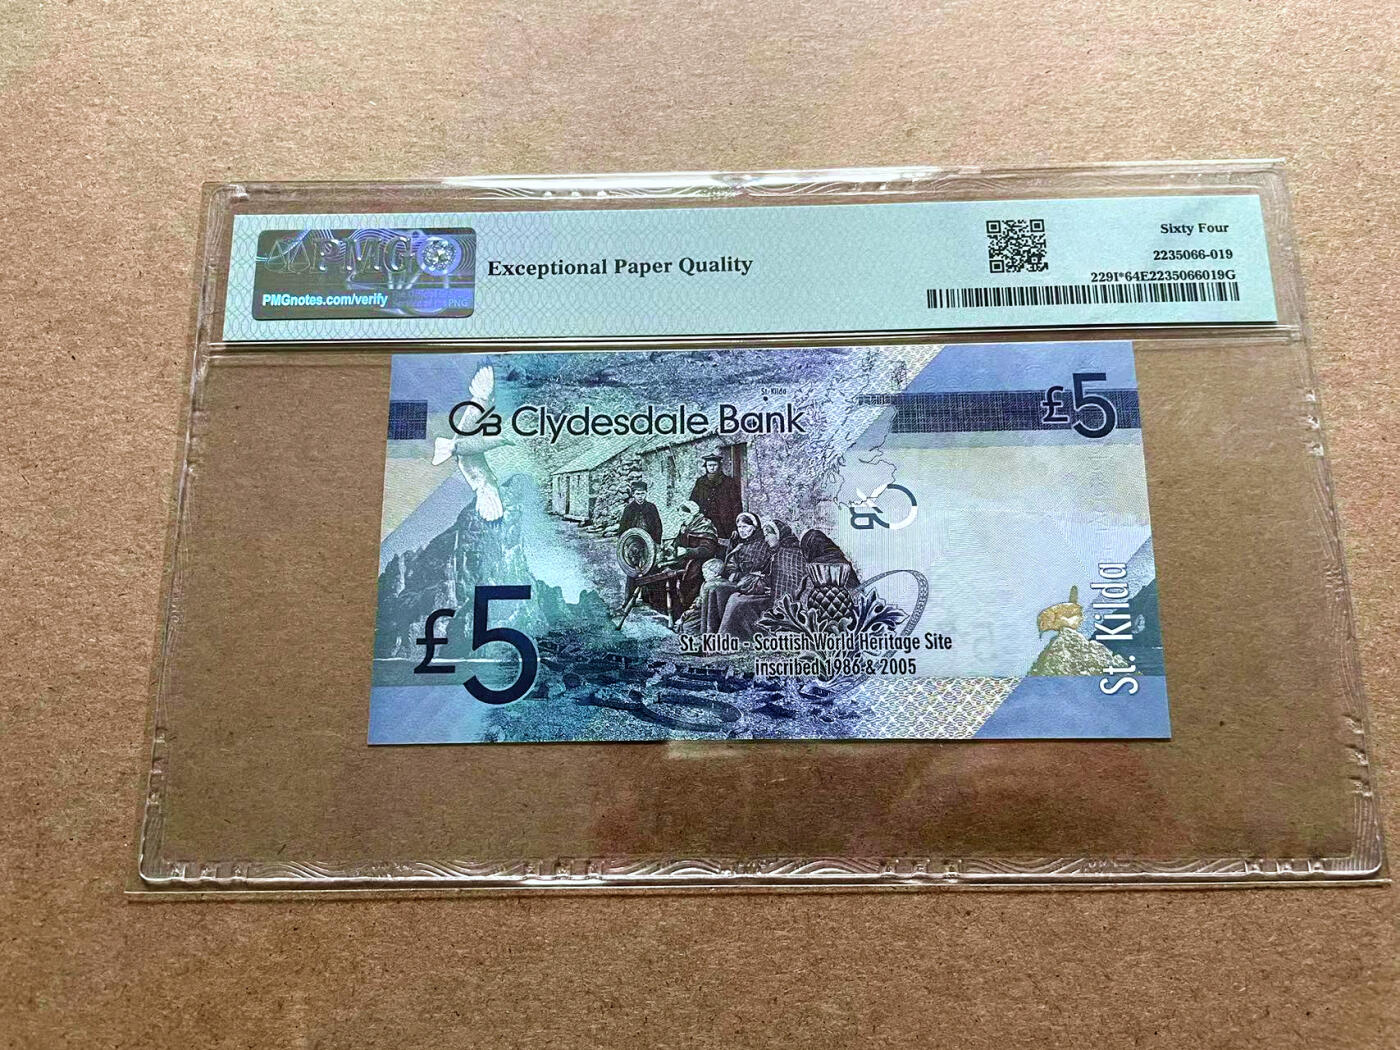 PMG
PMGnotes.com/verify
Exceptional Paper Quality
Sixty Four
2235066-019
229I*64E2235066019G
St. Kilda
CB Clydesdale Bank
£5
£5
St. Kilda - Scottish World Heritage Site
inscribed 1986 & 2005
St. Kilda